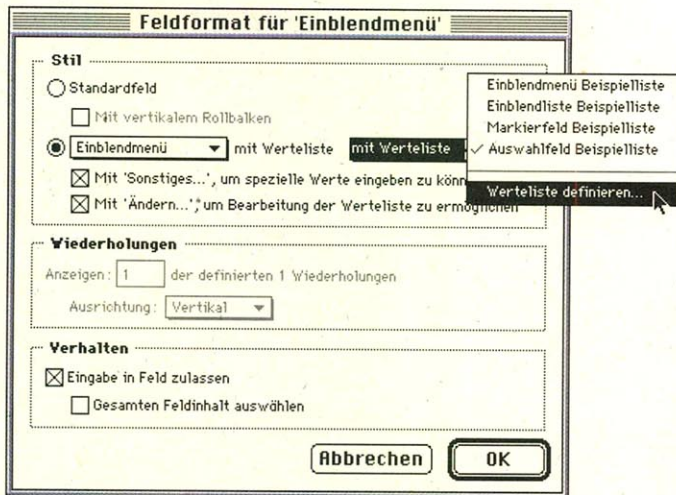 Feldformat für 'Einblendmenü'
Stil
Standardfeld
Mit vertikalem Rollbalken
Einblendmenü mit Werteliste mit Werteliste
Mit 'Sonstiges...', um spezielle Werte eingeben zu könn
Mit 'Ändern...', um Bearbeitung der Werteliste zu ermöglichen
Einblendmenü Beispielliste
Einblendliste Beispielliste
Markierfeld Beispielliste
✓ Auswahlfeld Beispielliste
Werteliste definieren...
Wiederholungen
Anzeigen: 1 der definierten 1 Wiederholungen
Ausrichtung: Vertikal
Verhalten
Eingabe in Feld zulassen
Gesamten Feldinhalt auswählen
Abbrechen OK